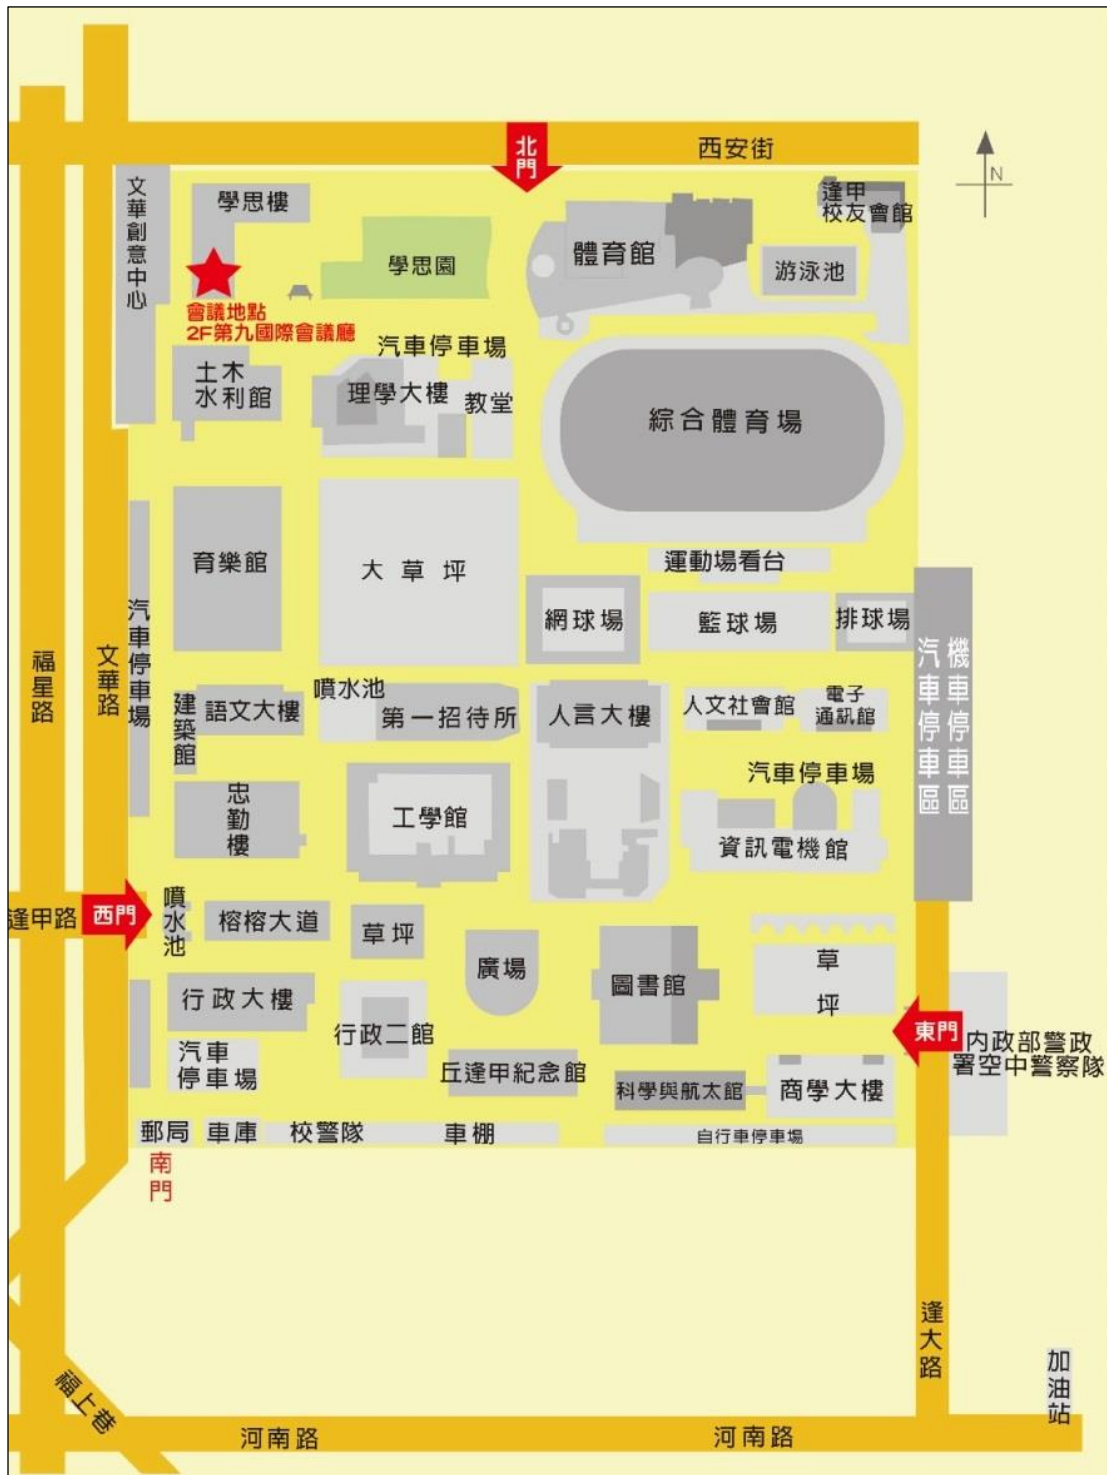 北門
西安街
N
文華創意中心
學思樓
學思園
體育館
逢甲
校友會館
游泳池
會議地點
2F第九國際會議廳
汽車停車場
土木
水利館
理學大樓
教堂
綜合體育場
育樂館
大草坪
運動場看台
網球場
籃球場
排球場
福星路
文華路
汽車停車場
汽車停車區
機車停車區
建築館
語文大樓
噴水池
第一招待所
人言大樓
人文社會館
電子
通訊館
汽車停車場
忠勤樓
工學館
資訊電機館
逢甲路
西門
噴水池
榕榕大道
草坪
廣場
圖書館
草坪
行政大樓
行政二館
東門
內政部警政
署空中警察隊
汽車
停車場
丘逢甲紀念館
科學與航太館
商學大樓
郵局
車庫
校警隊
車棚
自行車停車場
南門
逢大路
加油站
福上巷
河南路
河南路